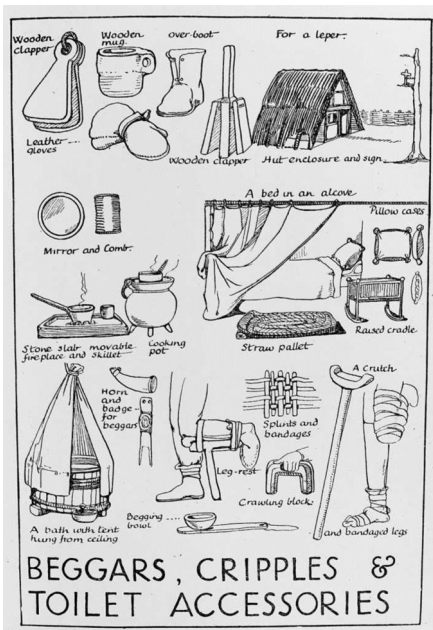 Wooden clapper
Wooden mug
over-boot
For a leper.
Leather gloves
Wooden clapper
Hut enclosure and sign
A bed in an alcove
Pillow cases
Mirror and Comb.
Stone slab, movable fireplace and skillet
Cooking pot
Straw pallet
Raised cradle
Horn and badge for beggars
Splints and bandages
A Crutch
Leg-rest
Crawling block
Begging bowl
A bath with tent hung from ceiling
and bandaged legs
BEGGARS, CRIPPLES &
TOILET ACCESSORIES